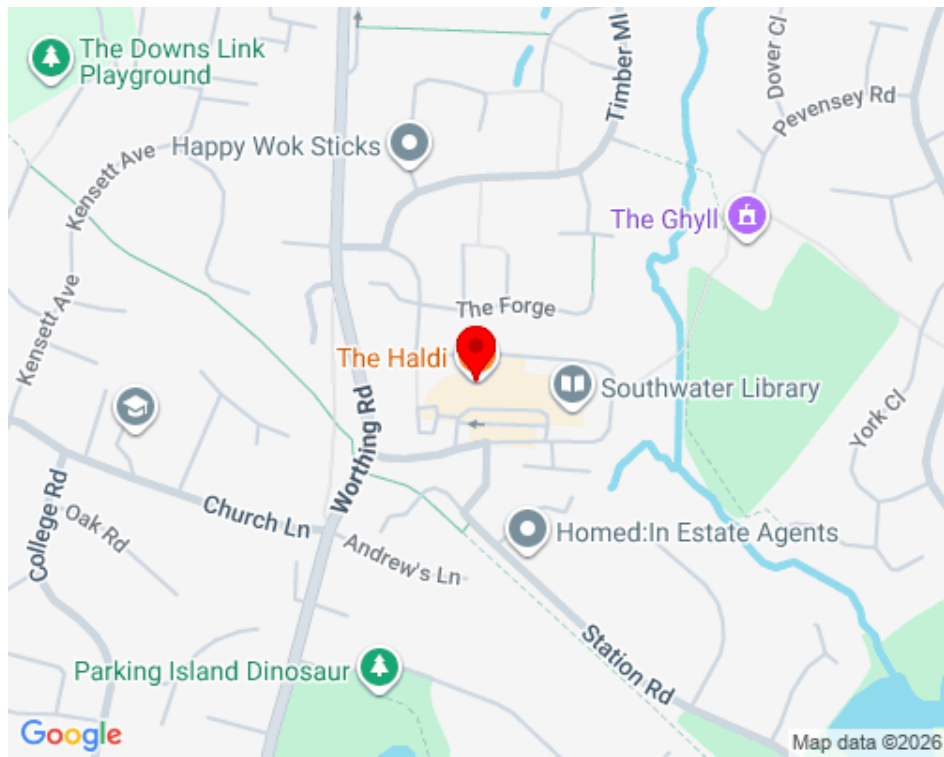 The Downs Link
Playground
Timber Ml
Dover Cl
Pevensey Rd
Happy Wok Sticks
Kensett Ave
The Ghyll
Kensett Ave
The Forge
The Haldi
Southwater Library
Worthing Rd
York Cl
College Rd
Oak Rd
Church Ln
Andrew's Ln
Homed:In Estate Agents
Station Rd
Parking Island Dinosaur
Google
Map data ©2026